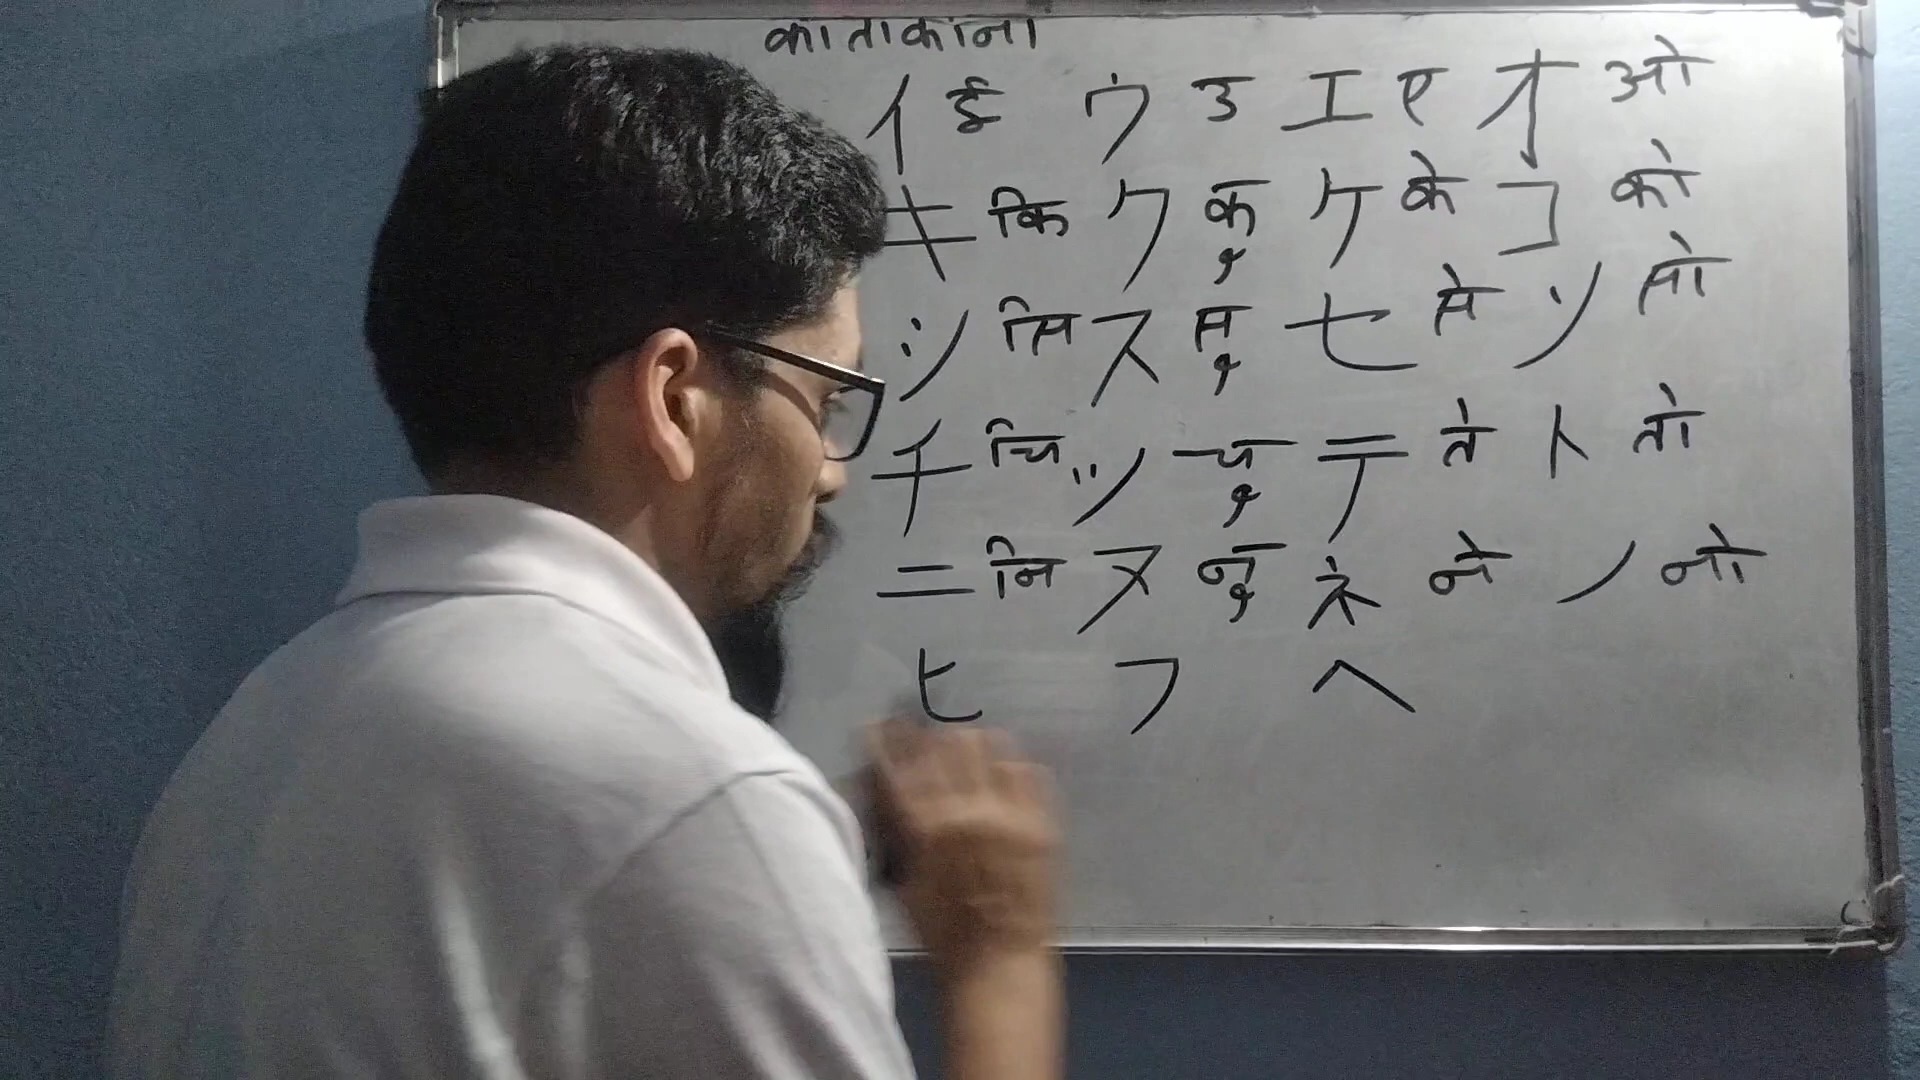 काताकाना
イ ई ウ उ エ ए オ ओ
キ कि ク कु ケ के コ को
シ सि ス सु セ से ソ सो
チ चि ツ चु テ ते ト तो
ニ नि ヌ नु ネ ने ノ नो
ヒ フ ヘ